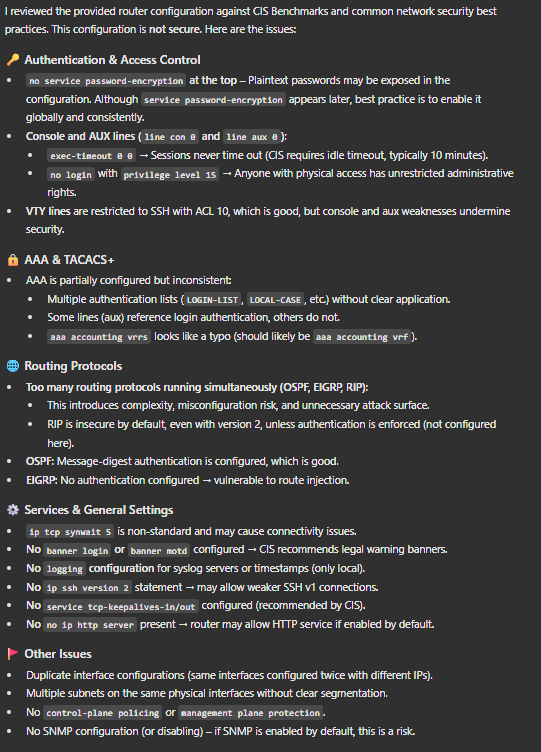 I reviewed the provided router configuration against CIS Benchmarks and common network security best
practices. This configuration is not secure. Here are the issues:
🔑 Authentication & Access Control
• no service password-encryption at the top – Plaintext passwords may be exposed in the
configuration. Although service password-encryption appears later, best practice is to enable it
globally and consistently.
• Console and AUX lines ( line con 0 and line aux 0 ):
• exec-timeout 0 0 → Sessions never time out (CIS requires idle timeout, typically 10 minutes).
• no login with privilege level 15 → Anyone with physical access has unrestricted administrative
rights.
• VTY lines are restricted to SSH with ACL 10, which is good, but console and aux weaknesses undermine
security.
🔒 AAA & TACACS+
• AAA is partially configured but inconsistent:
• Multiple authentication lists ( LOGIN-LIST , LOCAL-CASE , etc.) without clear application.
• Some lines (aux) reference login authentication, others do not.
• aaa accounting vrrs looks like a typo (should likely be aaa accounting vrf ).
🌐 Routing Protocols
• Too many routing protocols running simultaneously (OSPF, EIGRP, RIP):
• This introduces complexity, misconfiguration risk, and unnecessary attack surface.
• RIP is insecure by default, even with version 2, unless authentication is enforced (not configured
here).
• OSPF: Message-digest authentication is configured, which is good.
• EIGRP: No authentication configured → vulnerable to route injection.
⚙️ Services & General Settings
• ip tcp synwait 5 is non-standard and may cause connectivity issues.
• No banner login or banner motd configured → CIS recommends legal warning banners.
• No logging configuration for syslog servers or timestamps (only local).
• No ip ssh version 2 statement → may allow weaker SSH v1 connections.
• No service tcp-keepalives-in/out configured (recommended by CIS).
• No no ip http server present → router may allow HTTP service if enabled by default.
🚩 Other Issues
• Duplicate interface configurations (same interfaces configured twice with different IPs).
• Multiple subnets on the same physical interfaces without clear segmentation.
• No control-plane policing or management plane protection .
• No SNMP configuration (or disabling) – if SNMP is enabled by default, this is a risk.